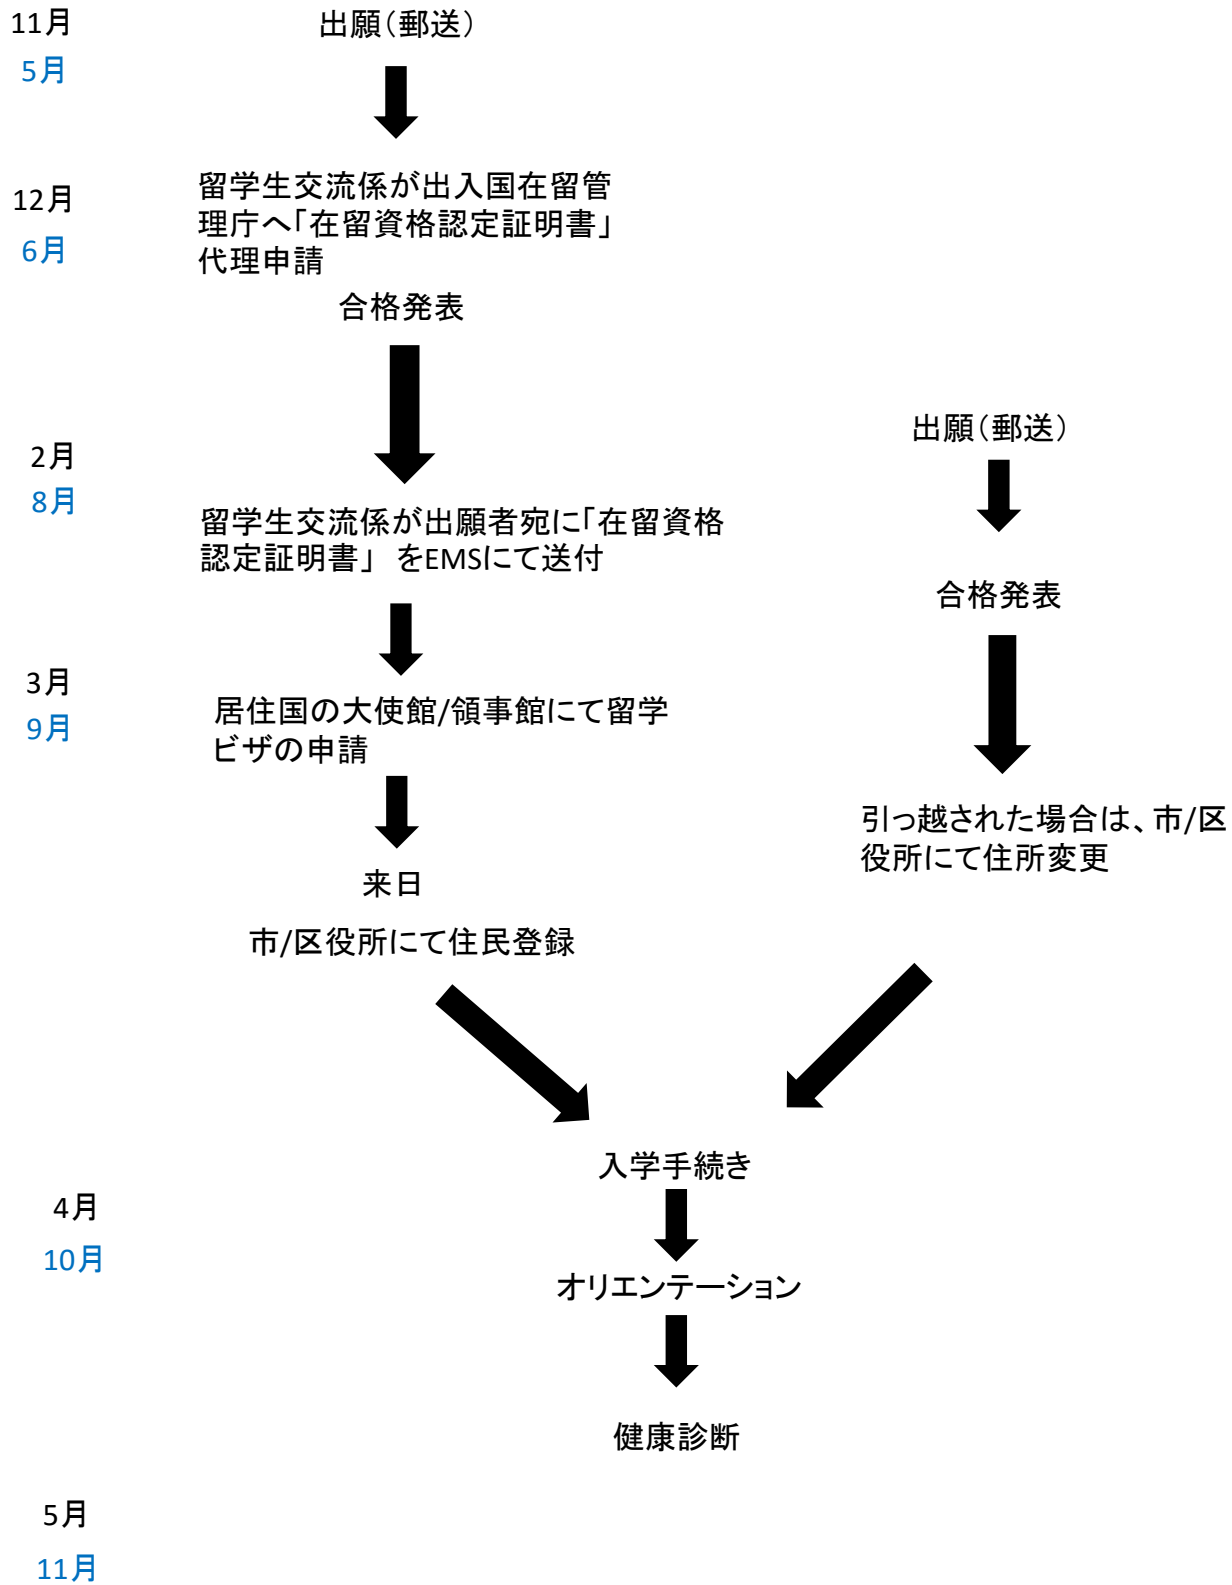 11月
出願（郵送）
5月
12月
留学生交流係が出入国在留管
理庁へ「在留資格認定証明書」
代理申請
6月
合格発表
2月
8月
出願（郵送）
留学生交流係が出願者宛に「在留資格
認定証明書」 をEMSにて送付
合格発表
3月
9月
居住国の大使館/領事館にて留学
ビザの申請
引っ越された場合は、市/区
役所にて住所変更
来日
市/区役所にて住民登録
入学手続き
4月
10月
オリエンテーション
健康診断
5月
11月